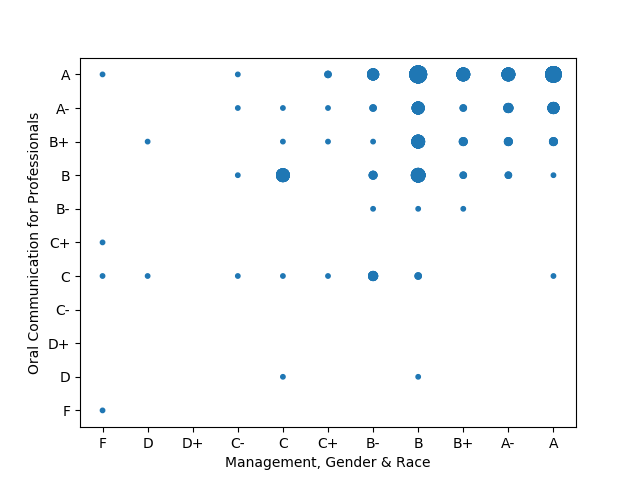 A
A-
B+
B
B-
C+
C
C-
D+
D
F
Oral Communication for Professionals
F D D+ C- C C+ B- B B+ A- A
Management, Gender & Race